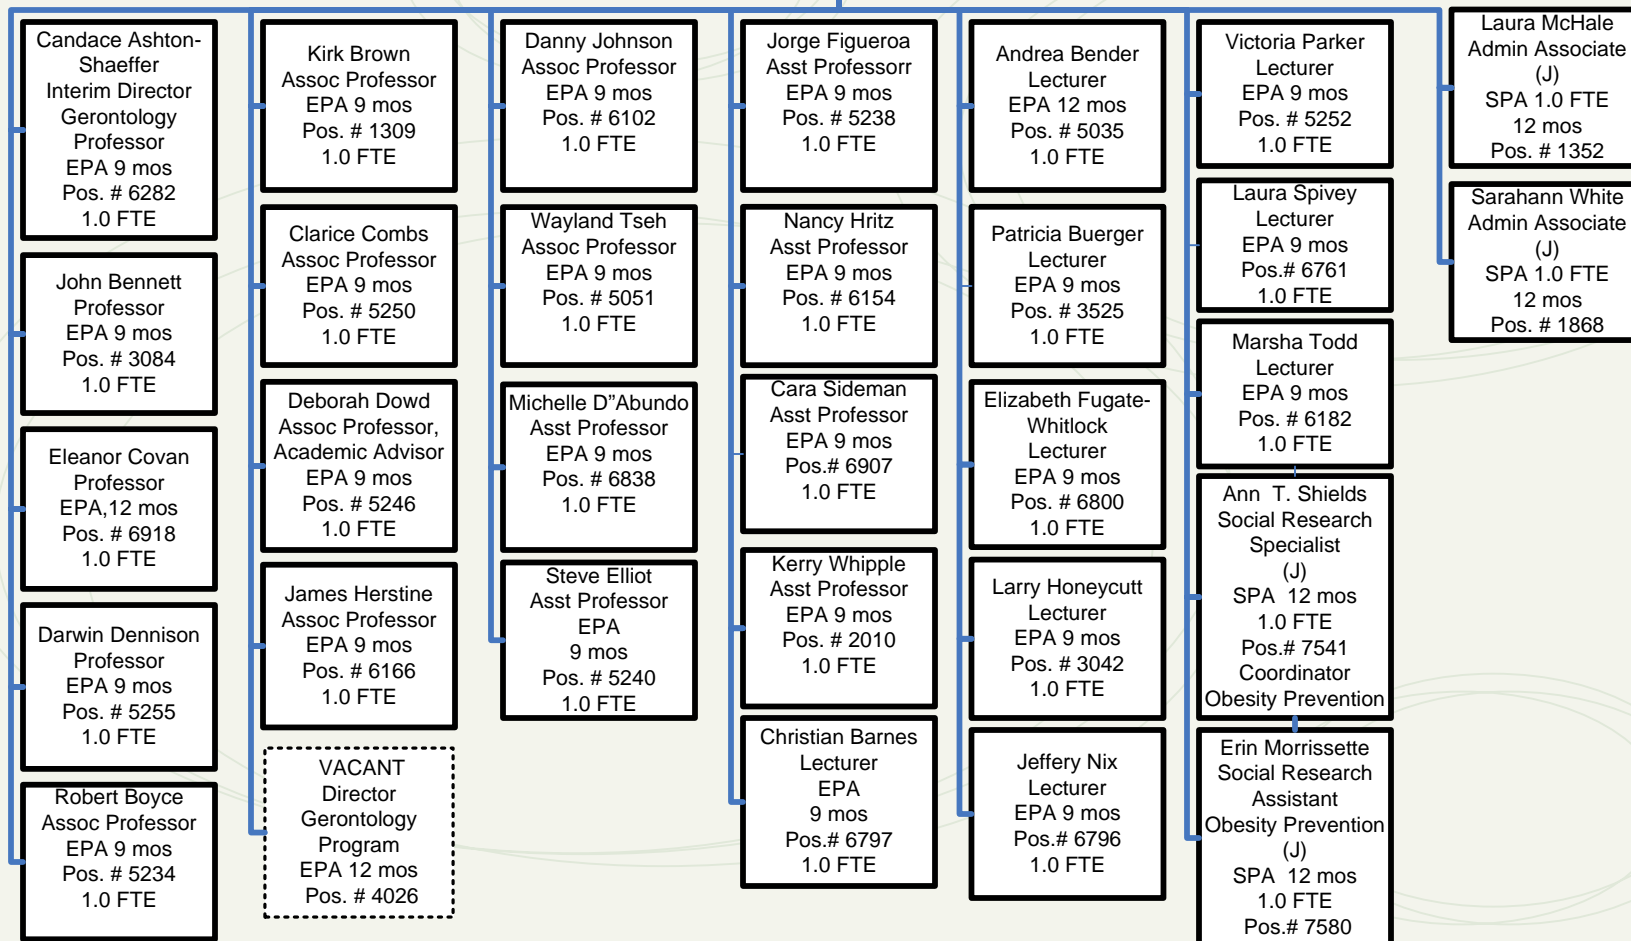 Candace Ashton-
Shaeffer
Interim Director
Gerontology
Professor
EPA 9 mos
Pos. # 6282
1.0 FTE
John Bennett
Professor
EPA 9 mos
Pos. # 3084
1.0 FTE
Eleanor Covan
Professor
EPA,12 mos
Pos. # 6918
1.0 FTE
Darwin Dennison
Professor
EPA 9 mos
Pos. # 5255
1.0 FTE
Robert Boyce
Assoc Professor
EPA 9 mos
Pos. # 5234
1.0 FTE
Kirk Brown
Assoc Professor
EPA 9 mos
Pos. # 1309
1.0 FTE
Clarice Combs
Assoc Professor
EPA 9 mos
Pos. # 5250
1.0 FTE
Deborah Dowd
Assoc Professor,
Academic Advisor
EPA 9 mos
Pos. # 5246
1.0 FTE
James Herstine
Assoc Professor
EPA 9 mos
Pos. # 6166
1.0 FTE
VACANT
Director
Gerontology
Program
EPA 12 mos
Pos. # 4026
Danny Johnson
Assoc Professor
EPA 9 mos
Pos. # 6102
1.0 FTE
Wayland Tseh
Assoc Professor
EPA 9 mos
Pos. # 5051
1.0 FTE
Michelle D"Abundo
Asst Professor
EPA 9 mos
Pos. # 6838
1.0 FTE
Steve Elliot
Asst Professor
EPA
9 mos
Pos. # 5240
1.0 FTE
Jorge Figueroa
Asst Professorr
EPA 9 mos
Pos. # 5238
1.0 FTE
Nancy Hritz
Asst Professor
EPA 9 mos
Pos. # 6154
1.0 FTE
Cara Sideman
Asst Professor
EPA 9 mos
Pos.# 6907
1.0 FTE
Kerry Whipple
Asst Professor
EPA 9 mos
Pos. # 2010
1.0 FTE
Christian Barnes
Lecturer
EPA
9 mos
Pos.# 6797
1.0 FTE
Andrea Bender
Lecturer
EPA 12 mos
Pos. # 5035
1.0 FTE
Patricia Buerger
Lecturer
EPA 9 mos
Pos. # 3525
1.0 FTE
Elizabeth Fugate-
Whitlock
Lecturer
EPA 9 mos
Pos. # 6800
1.0 FTE
Larry Honeycutt
Lecturer
EPA 9 mos
Pos. # 3042
1.0 FTE
Jeffery Nix
Lecturer
EPA 9 mos
Pos.# 6796
1.0 FTE
Victoria Parker
Lecturer
EPA 9 mos
Pos. # 5252
1.0 FTE
Laura Spivey
Lecturer
EPA 9 mos
Pos.# 6761
1.0 FTE
Marsha Todd
Lecturer
EPA 9 mos
Pos. # 6182
1.0 FTE
Ann T. Shields
Social Research
Specialist
(J)
SPA 12 mos
1.0 FTE
Pos.# 7541
Coordinator
Obesity Prevention
Erin Morrissette
Social Research
Assistant
Obesity Prevention
(J)
SPA 12 mos
1.0 FTE
Pos.# 7580
Laura McHale
Admin Associate
(J)
SPA 1.0 FTE
12 mos
Pos. # 1352
Sarahann White
Admin Associate
(J)
SPA 1.0 FTE
12 mos
Pos. # 1868